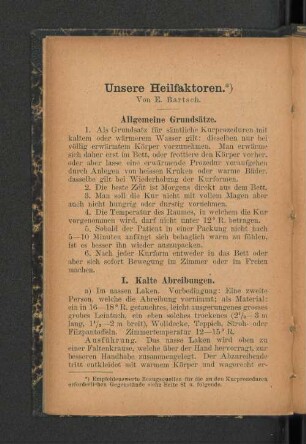 Unsere Heilfaktoren.*)
Von E. Bartsch.
Allgemeine Grundsätze.
1. Als Grundsatz für sämtliche Kurprozeduren mit
kaltem oder wärmerem Wasser gilt: dieselben nur bei
völlig erwärmtem Körper vorzunehmen. Man erwärme
sich daher erst im Bett, oder frottiere den Körper vorher,
oder aber lasse eine erwärmende Prozedur vorangehen
durch Anlegen von heissen Kruken oder warme Bäder;
dasselbe gilt bei Wiederholung der Kurformen.
2. Die beste Zeit ist Morgens direkt aus dem Bett.
3. Man soll die Kur nicht mit vollem Magen aber
auch nicht hungrig oder durstig vornehmen.
4. Die Temperatur des Raumes, in welchem die Kur
vorgenommen wird, darf nicht unter 12° R. betragen.
5. Sobald der Patient in einer Packung nicht nach
5—10 Minutos anfängt sich behaglich warm zu fühlen,
ist es besser ihn wieder auszupacken.
6. Nach jeder Kurform entweder in das Bett oder
aber sich sofort Bewegung im Zimmer oder im Freien
machen.
I. Kalte Abreibungen.
a) Im nassen Laken. Vorbedingung: Eine zweite
Person, welche die Abreibung vornimmt; als Material:
ein in 16—18° R. getauchtes, leicht ausgerungenes grosses
grobes Leintuch, ein eben solches trockenes (2½—3 m
lang, 1½—2 m breit), Wolldecke, Teppich, Stroh- oder
Filzpantoffeln. Zimmertemperatur 12—15° R.
Ausführung. Das nasse Laken wird oben zu
einer Faltenkrause, welche über der Hand hervorragt, zur
besseren Handhabe zusammengelegt. Der Abzureibende
tritt entkleidet mit warmem Körper und wagerecht er-
*) Empfehlenswerte Bezugsquellen für die zu den Kurprozeduren
erforderlichen Gegenstände siehe Seite 62 u. folgende.